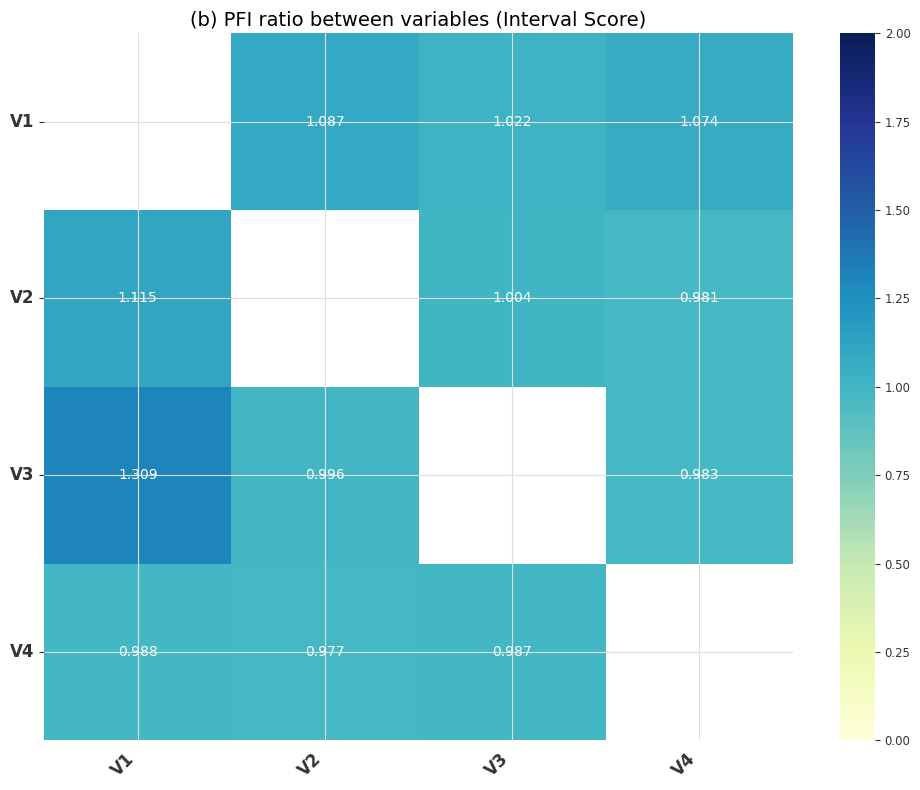 (b) PFI ratio between variables (Interval Score)
2.00
V1 1.087 1.022 1.074
1.75
1.50
V2 1.115 1.004 0.981
1.25
1.00
V3 1.309 0.996 0.983
0.75
0.50
V4 0.988 0.977 0.987
0.25
0.00
V1 V2 V3 V4